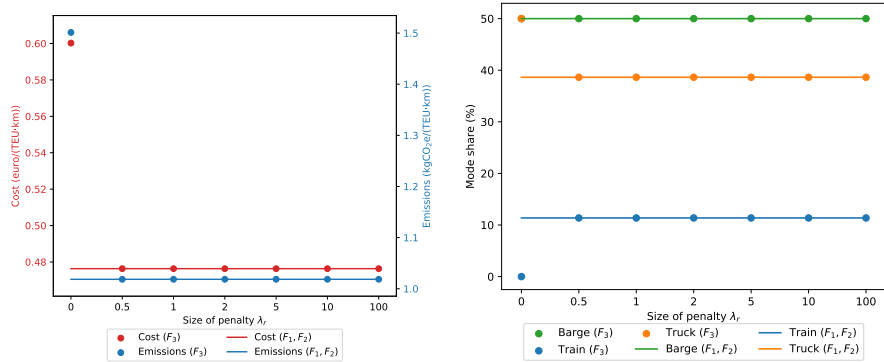 0.60
0.58
0.56
0.54
0.52
0.50
0.48
Cost (euro/(TEU·km))
1.5
1.4
1.3
1.2
1.1
1.0
Emissions (kgCO₂e/(TEU·km))
0 0.5 1 2 5 10 100
Size of penalty λᵣ
Cost (F₃) Cost (F₁, F₂)
Emissions (F₃) Emissions (F₁, F₂)
50
40
30
20
10
0
Mode share (%)
0 0.5 1 2 5 10 100
Size of penalty λᵣ
Barge (F₃) Truck (F₃) Train (F₁, F₂)
Train (F₃) Barge (F₁, F₂) Truck (F₁, F₂)